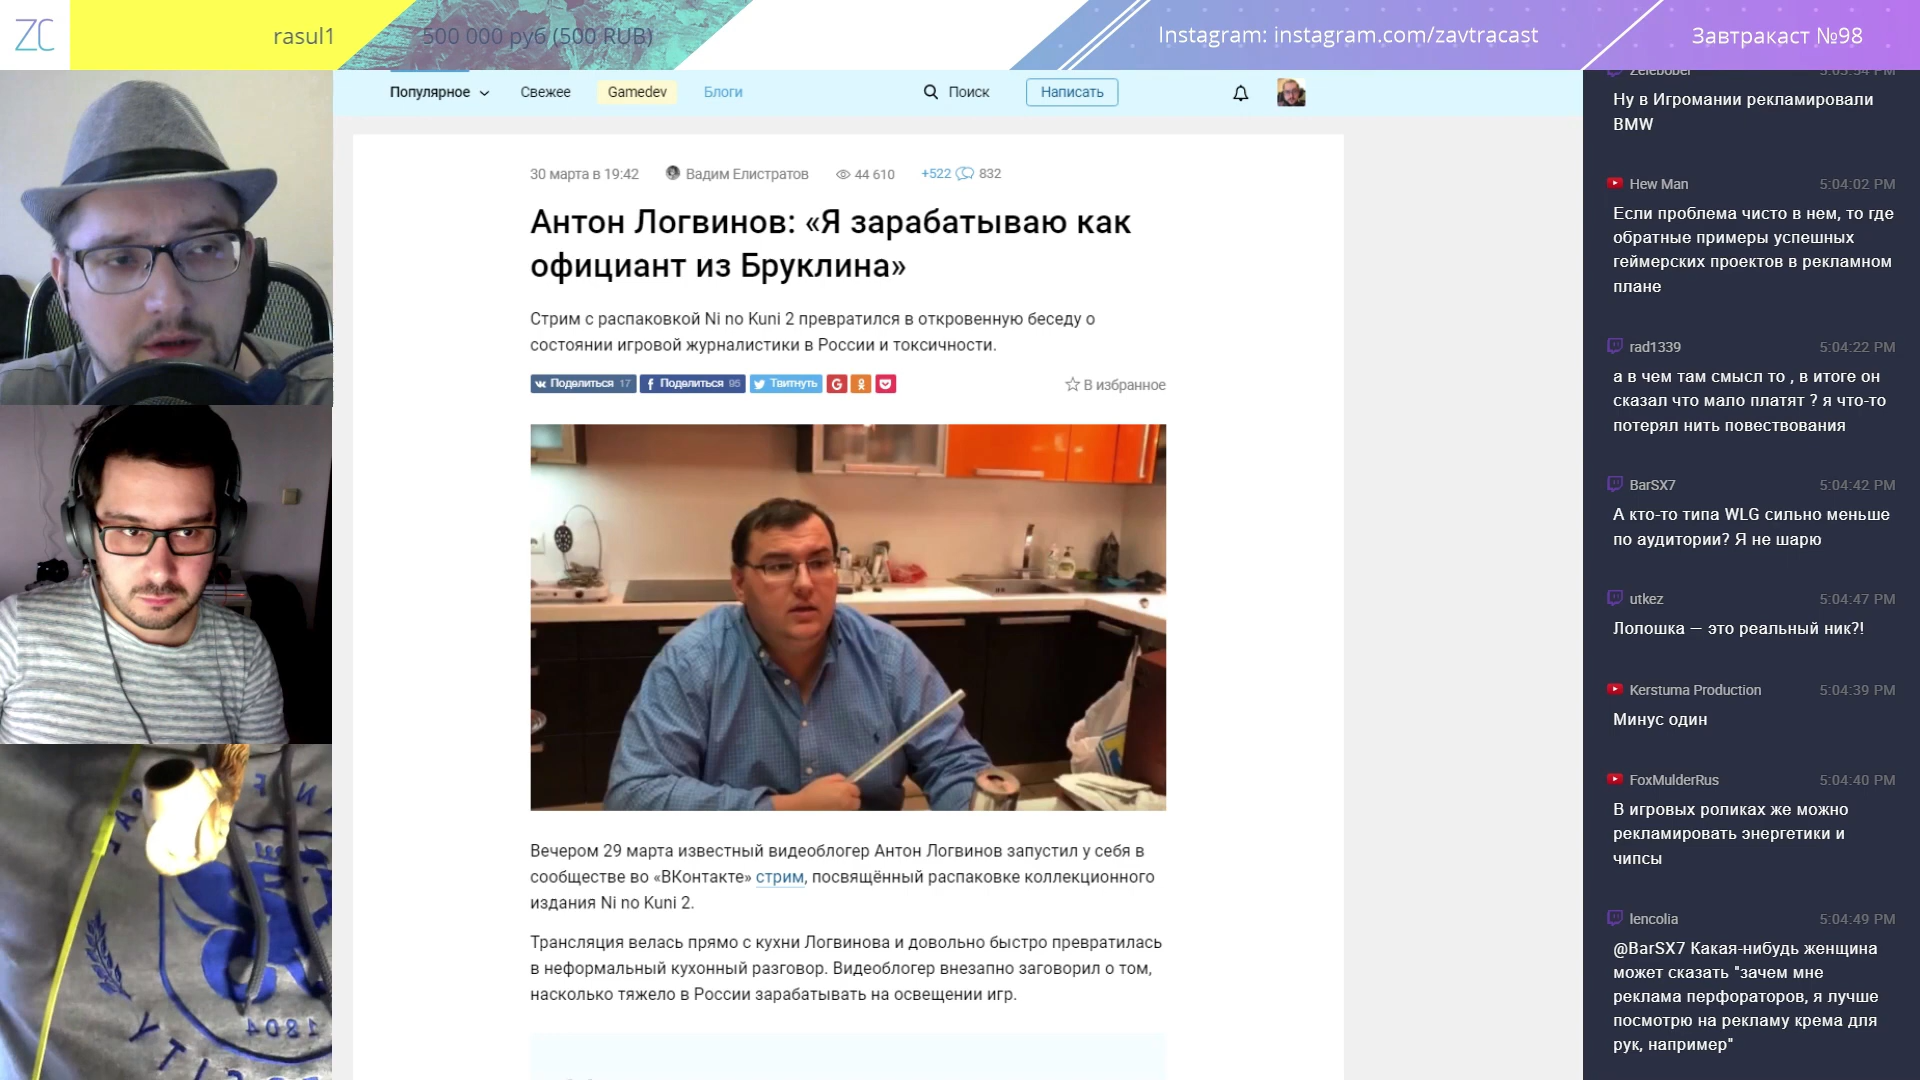 ZC
rasul1
500 000 руб (500 RUB)
Instagram: instagram.com/zavtracast
Завтракаст №98
Популярное
Свежее
Gamedev
Блоги
Поиск
Написать
30 марта в 19:42
Вадим Елистратов
44 610
+522
832
Антон Логвинов: «Я зарабатываю как
официант из Бруклина»
Стрим с распаковкой Ni no Kuni 2 превратился в откровенную беседу о
состоянии игровой журналистики в России и токсичности.
Поделиться 17
Поделиться 95
Твитнуть
В избранное
Вечером 29 марта известный видеоблогер Антон Логвинов запустил у себя в
сообществе во «ВКонтакте» стрим, посвящённый распаковке коллекционного
издания Ni no Kuni 2.
Трансляция велась прямо с кухни Логвинова и довольно быстро превратилась
в неформальный кухонный разговор. Видеоблогер внезапно заговорил о том,
насколько тяжело в России зарабатывать на освещении игр.
Zelebober 5:03:54 PM
Ну в Игромании рекламировали
BMW
Hew Man 5:04:02 PM
Если проблема чисто в нем, то где
обратные примеры успешных
геймерских проектов в рекламном
плане
rad1339 5:04:22 PM
а в чем там смысл то , в итоге он
сказал что мало платят ? я что-то
потерял нить повествования
BarSX7 5:04:42 PM
А кто-то типа WLG сильно меньше
по аудитории? Я не шарю
utkez 5:04:47 PM
Лолошка — это реальный ник?!
Kerstuma Production 5:04:39 PM
Минус один
FoxMulderRus 5:04:40 PM
В игровых роликах же можно
рекламировать энергетики и
чипсы
lencolia 5:04:49 PM
@BarSX7 Какая-нибудь женщина
может сказать "зачем мне
реклама перфораторов, я лучше
посмотрю на рекламу крема для
рук, например"
1804